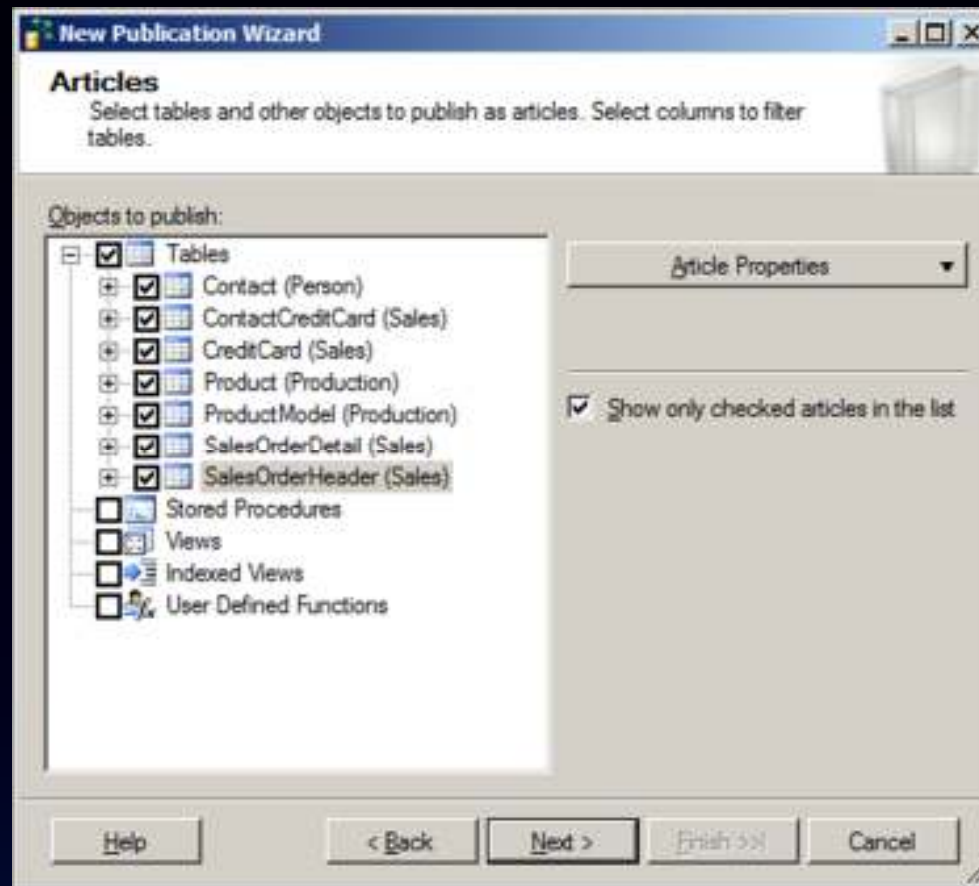 New Publication Wizard
Articles
Select tables and other objects to publish as articles. Select columns to filter
tables.
Objects to publish:
Tables
Contact (Person)
ContactCreditCard (Sales)
CreditCard (Sales)
Product (Production)
ProductModel (Production)
SalesOrderDetail (Sales)
SalesOrderHeader (Sales)
Stored Procedures
Views
Indexed Views
User Defined Functions
Article Properties
Show only checked articles in the list
Help
< Back
Next >
Finish >>|
Cancel